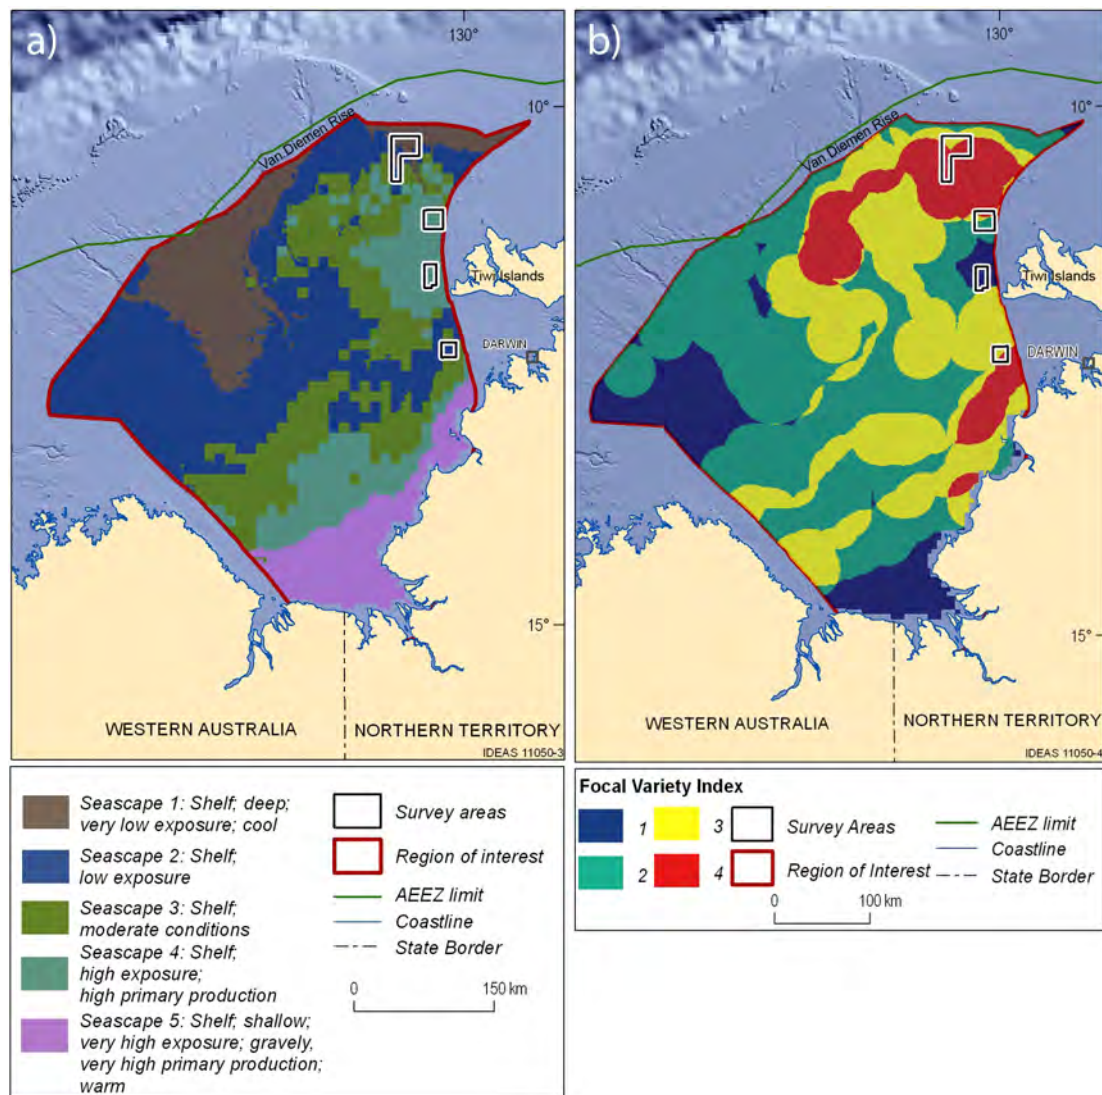 a)
130°
10°
Van Diemen Rise
Tiwi Islands
DARWIN
15°
WESTERN AUSTRALIA
NORTHERN TERRITORY
IDEAS 11050-3
b)
130°
10°
Van Diemen Rise
Tiwi Islands
DARWIN
15°
WESTERN AUSTRALIA
NORTHERN TERRITORY
IDEAS 11050-4
Seascape 1: Shelf; deep;
very low exposure; cool
Seascape 2: Shelf;
low exposure
Seascape 3: Shelf;
moderate conditions
Seascape 4: Shelf;
high exposure;
high primary production
Seascape 5: Shelf; shallow;
very high exposure; gravely,
very high primary production;
warm
Survey areas
Region of interest
AEEZ limit
Coastline
State Border
0 150 km
Focal Variety Index
1
2
3
4
Survey Areas
Region of Interest
AEEZ limit
Coastline
State Border
0 100 km